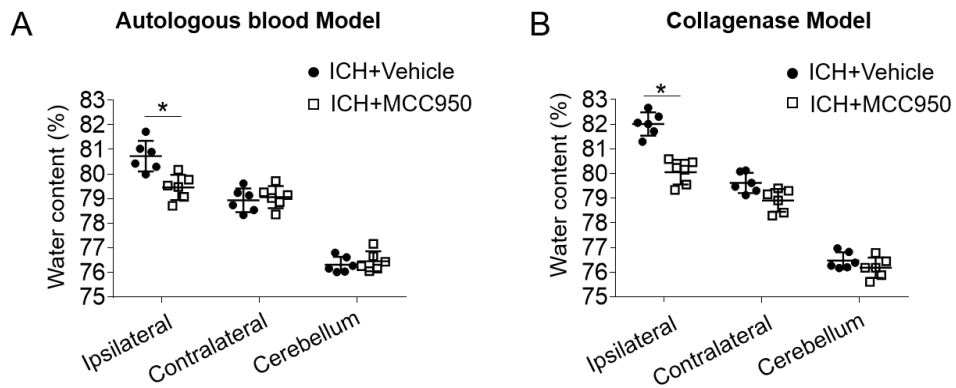 A
Autologous blood Model
ICH+Vehicle
ICH+MCC950
*
Water content (%)
83
82
81
80
79
78
77
76
75
Ipsilateral
Contralateral
Cerebellum
B
Collagenase Model
ICH+Vehicle
ICH+MCC950
*
Water content (%)
83
82
81
80
79
78
77
76
75
Ipsilateral
Contralateral
Cerebellum